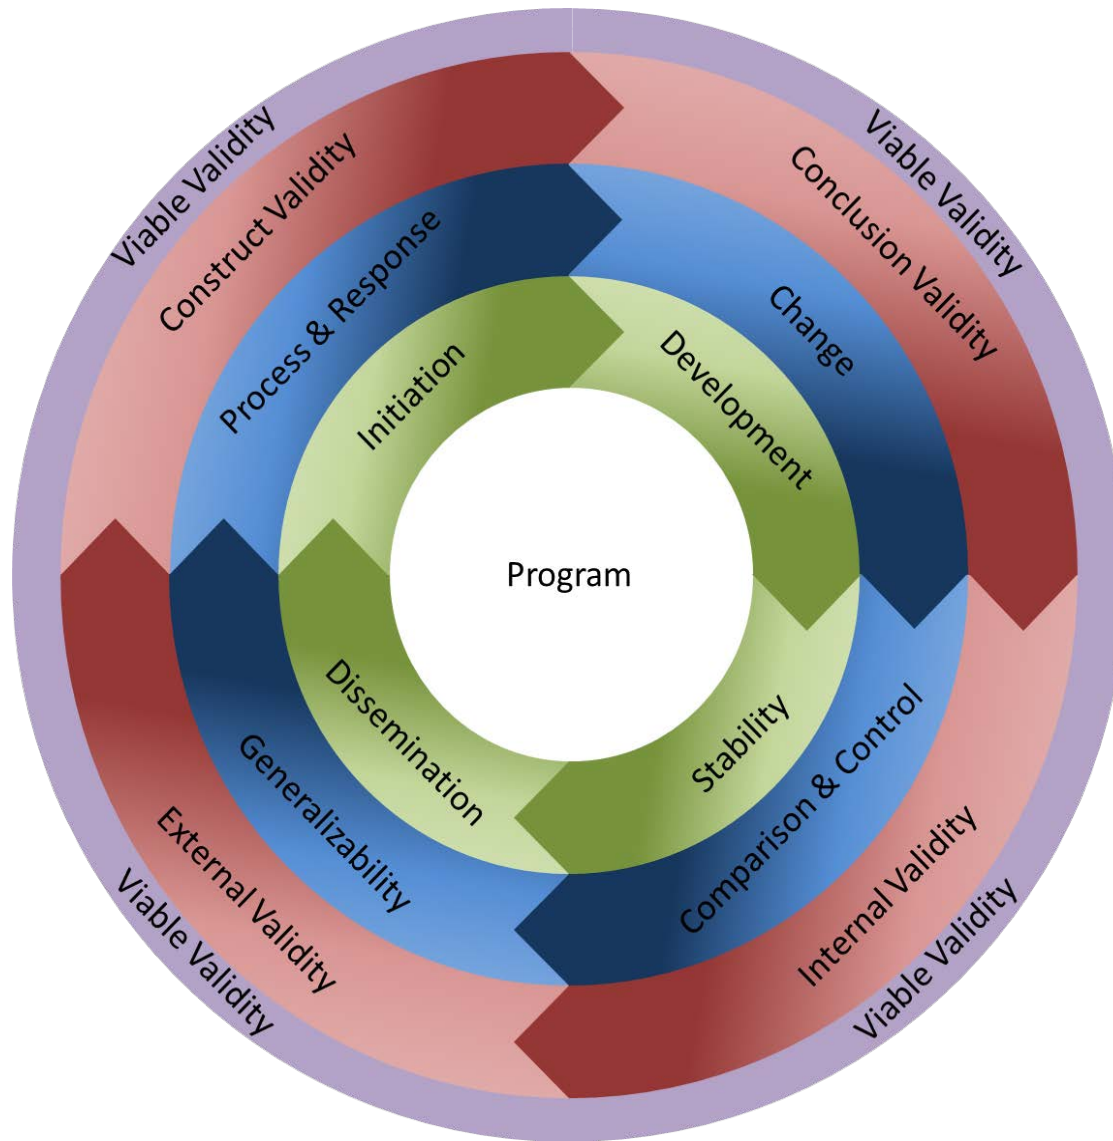 Viable Validity
Viable Validity
Construct Validity
Conclusion Validity
Process & Response
Change
Initiation
Development
Program
Dissemination
Stability
Generalizability
Comparison & Control
External Validity
Internal Validity
Viable Validity
Viable Validity